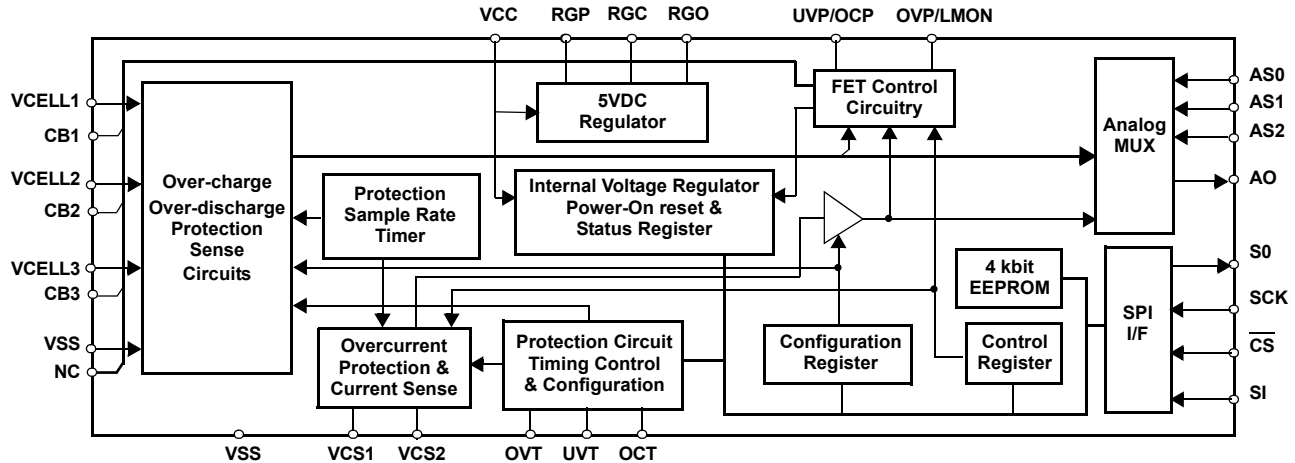 VCC RGP RGC RGO UVP/OCP OVP/LMON
VCELL1
CB1
VCELL2
CB2
VCELL3
CB3
VSS
NC
Over-charge
Over-discharge
Protection
Sense
Circuits
5VDC
Regulator
FET Control
Circuitry
Analog
MUX
AS0
AS1
AS2
AO
Protection
Sample Rate
Timer
Internal Voltage Regulator
Power-On reset &
Status Register
4 kbit
EEPROM
SPI
I/F
S0
SCK
CS
SI
Overcurrent
Protection &
Current Sense
Protection Circuit
Timing Control
& Configuration
Configuration
Register
Control
Register
VSS VCS1 VCS2 OVT UVT OCT